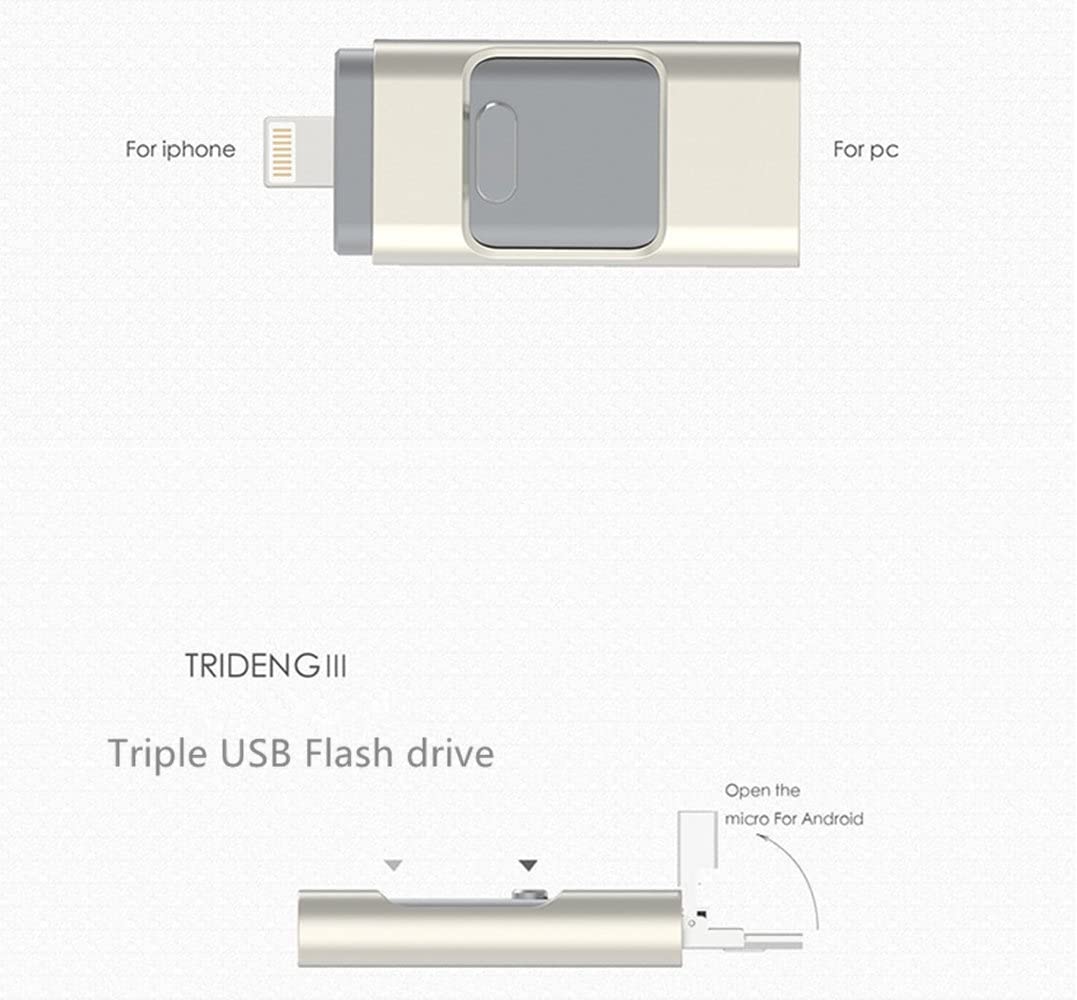 For iphone
For pc
TRIDENG III
Triple USB Flash drive
Open the
micro For Android